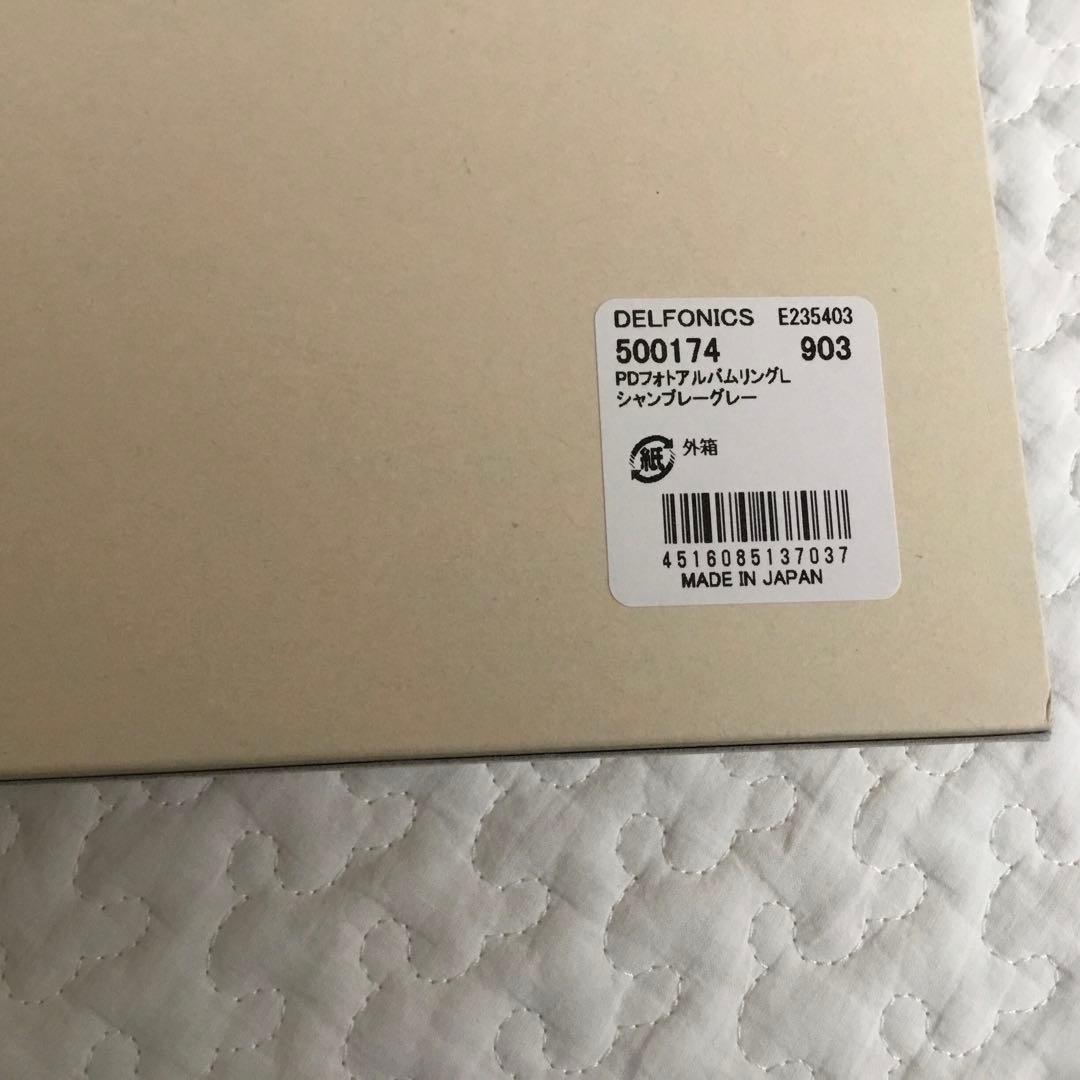 DELFONICS E235403
500174 903
PDフォトアルバムリングL
シャンブレーグレー
紙 外箱
4516085137037
MADE IN JAPAN